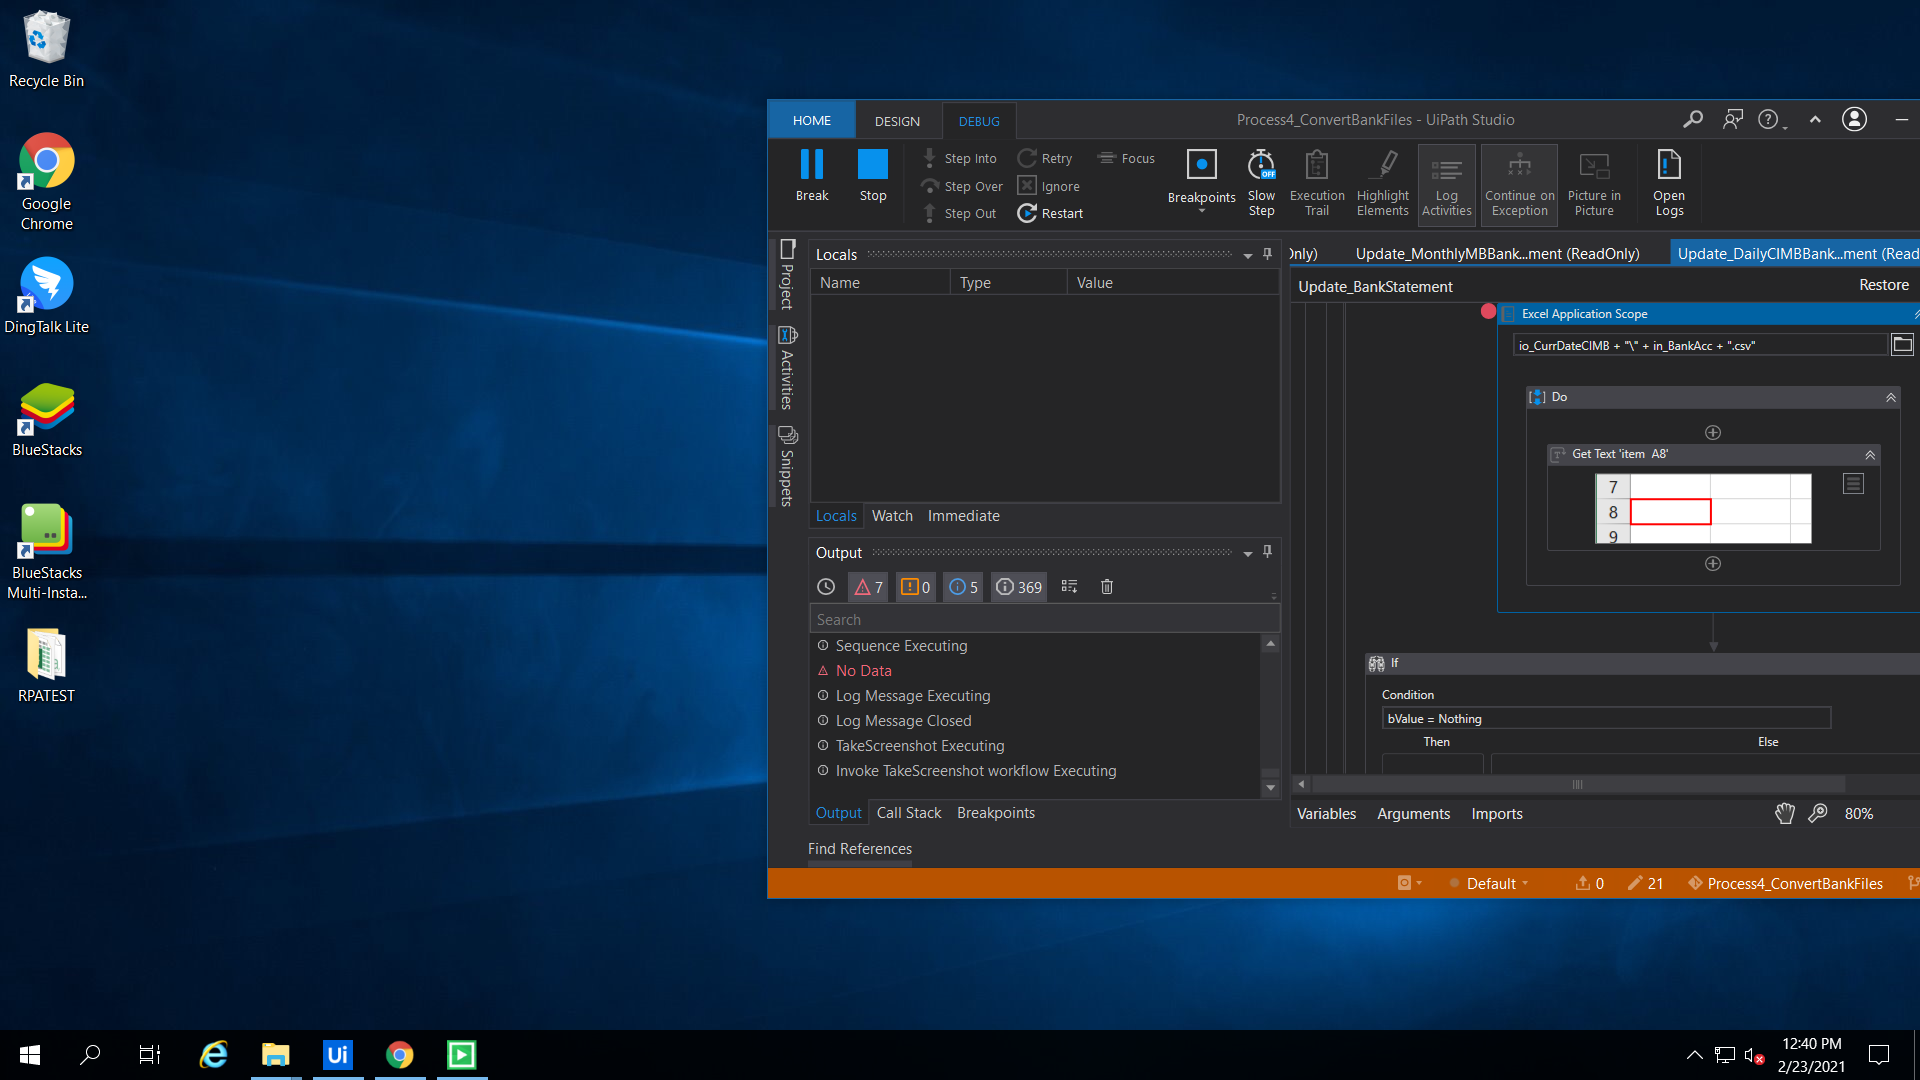 Recycle Bin
Google
Chrome
DingTalk Lite
BlueStacks
BlueStacks
Multi-Insta...
RPATEST
HOME
DESIGN
DEBUG
Process4_ConvertBankFiles - UiPath Studio
Break
Stop
Step Into
Step Over
Step Out
Retry
Ignore
Restart
Focus
Breakpoints
OFF
Slow
Step
Execution
Trail
Highlight
Elements
Log
Activities
Continue on
Exception
Picture in
Picture
Open
Logs
Project
Activities
Snippets
Locals
Name
Type
Value
Locals
Watch
Immediate
Output
7
0
5
369
Search
Sequence Executing
No Data
Log Message Executing
Log Message Closed
TakeScreenshot Executing
Invoke TakeScreenshot workflow Executing
Output
Call Stack
Breakpoints
Find References
Only)
Update_MonthlyMBBank...ment (ReadOnly)
Update_DailyCIMBBank...ment (Read
Update_BankStatement
Restore
Excel Application Scope
io_CurrDateCIMB + "\" + in_BankAcc + ".csv"
Do
Get Text 'item  A8'
7
8
9
If
Condition
bValue = Nothing
Then
Else
Variables
Arguments
Imports
80%
Default
0
21
Process4_ConvertBankFiles
Ui
12:40 PM
2/23/2021